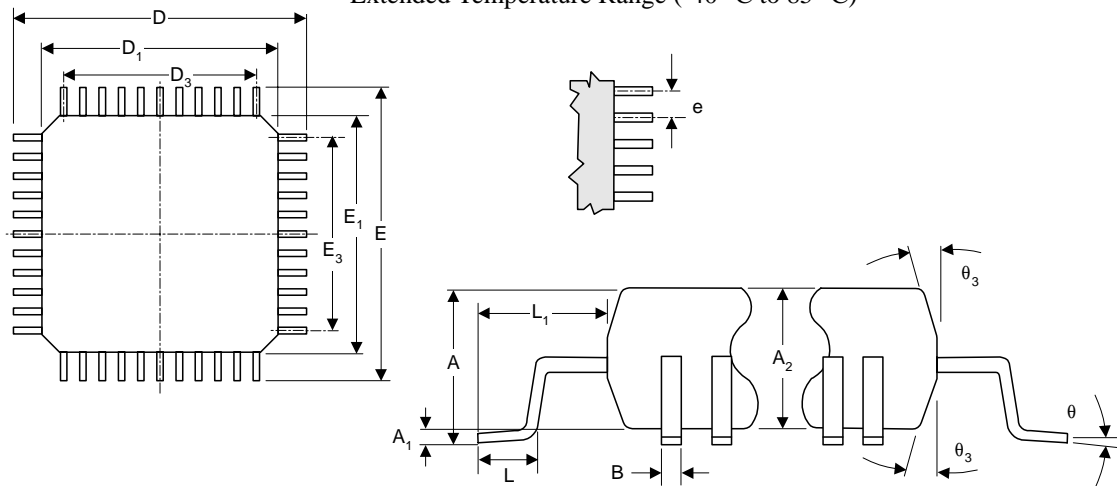 Extended Temperature Range (-40° C to 85° C)
D
D1
D3
e
E1
E
E3
θ3
L1
A
A2
θ
A1
L
B
θ3